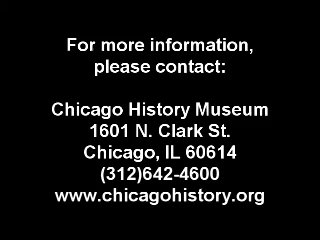 For more information,
please contact:
Chicago History Museum
1601 N. Clark St.
Chicago, IL 60614
(312)642-4600
www.chicagohistory.org